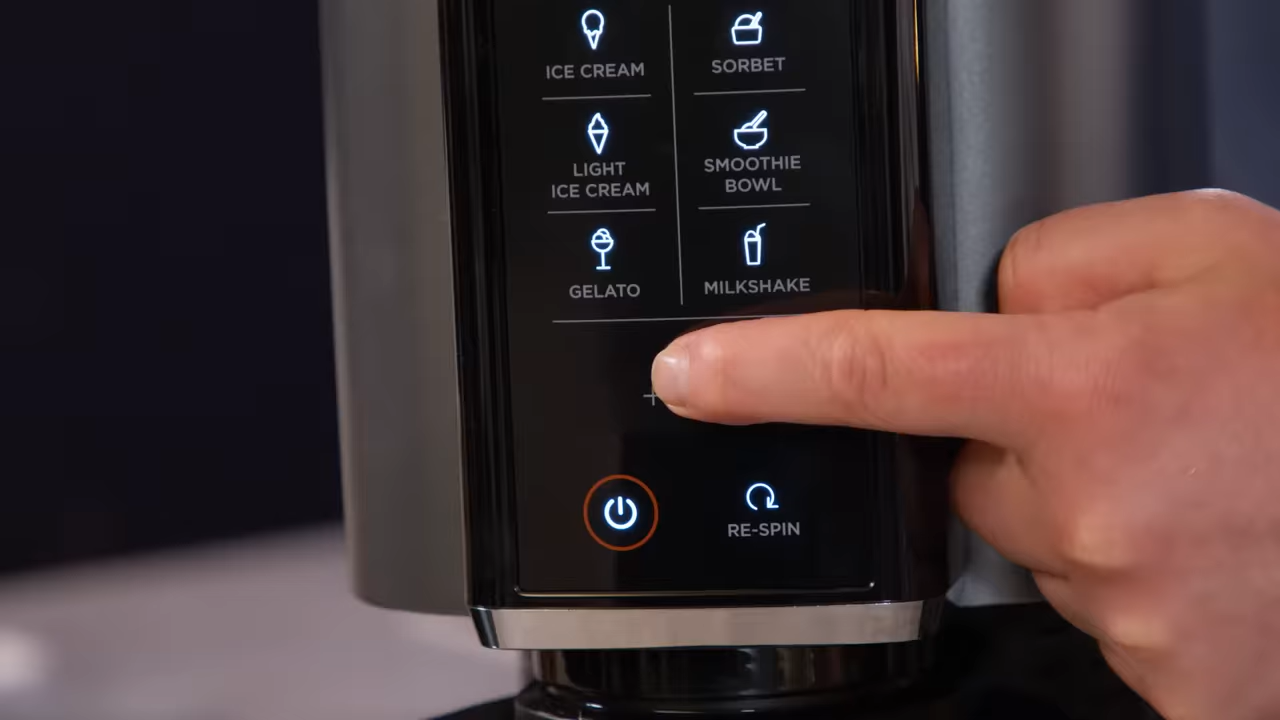 ICE CREAM
SORBET
LIGHT
ICE CREAM
SMOOTHIE
BOWL
GELATO
MILKSHAKE
+
RE-SPIN